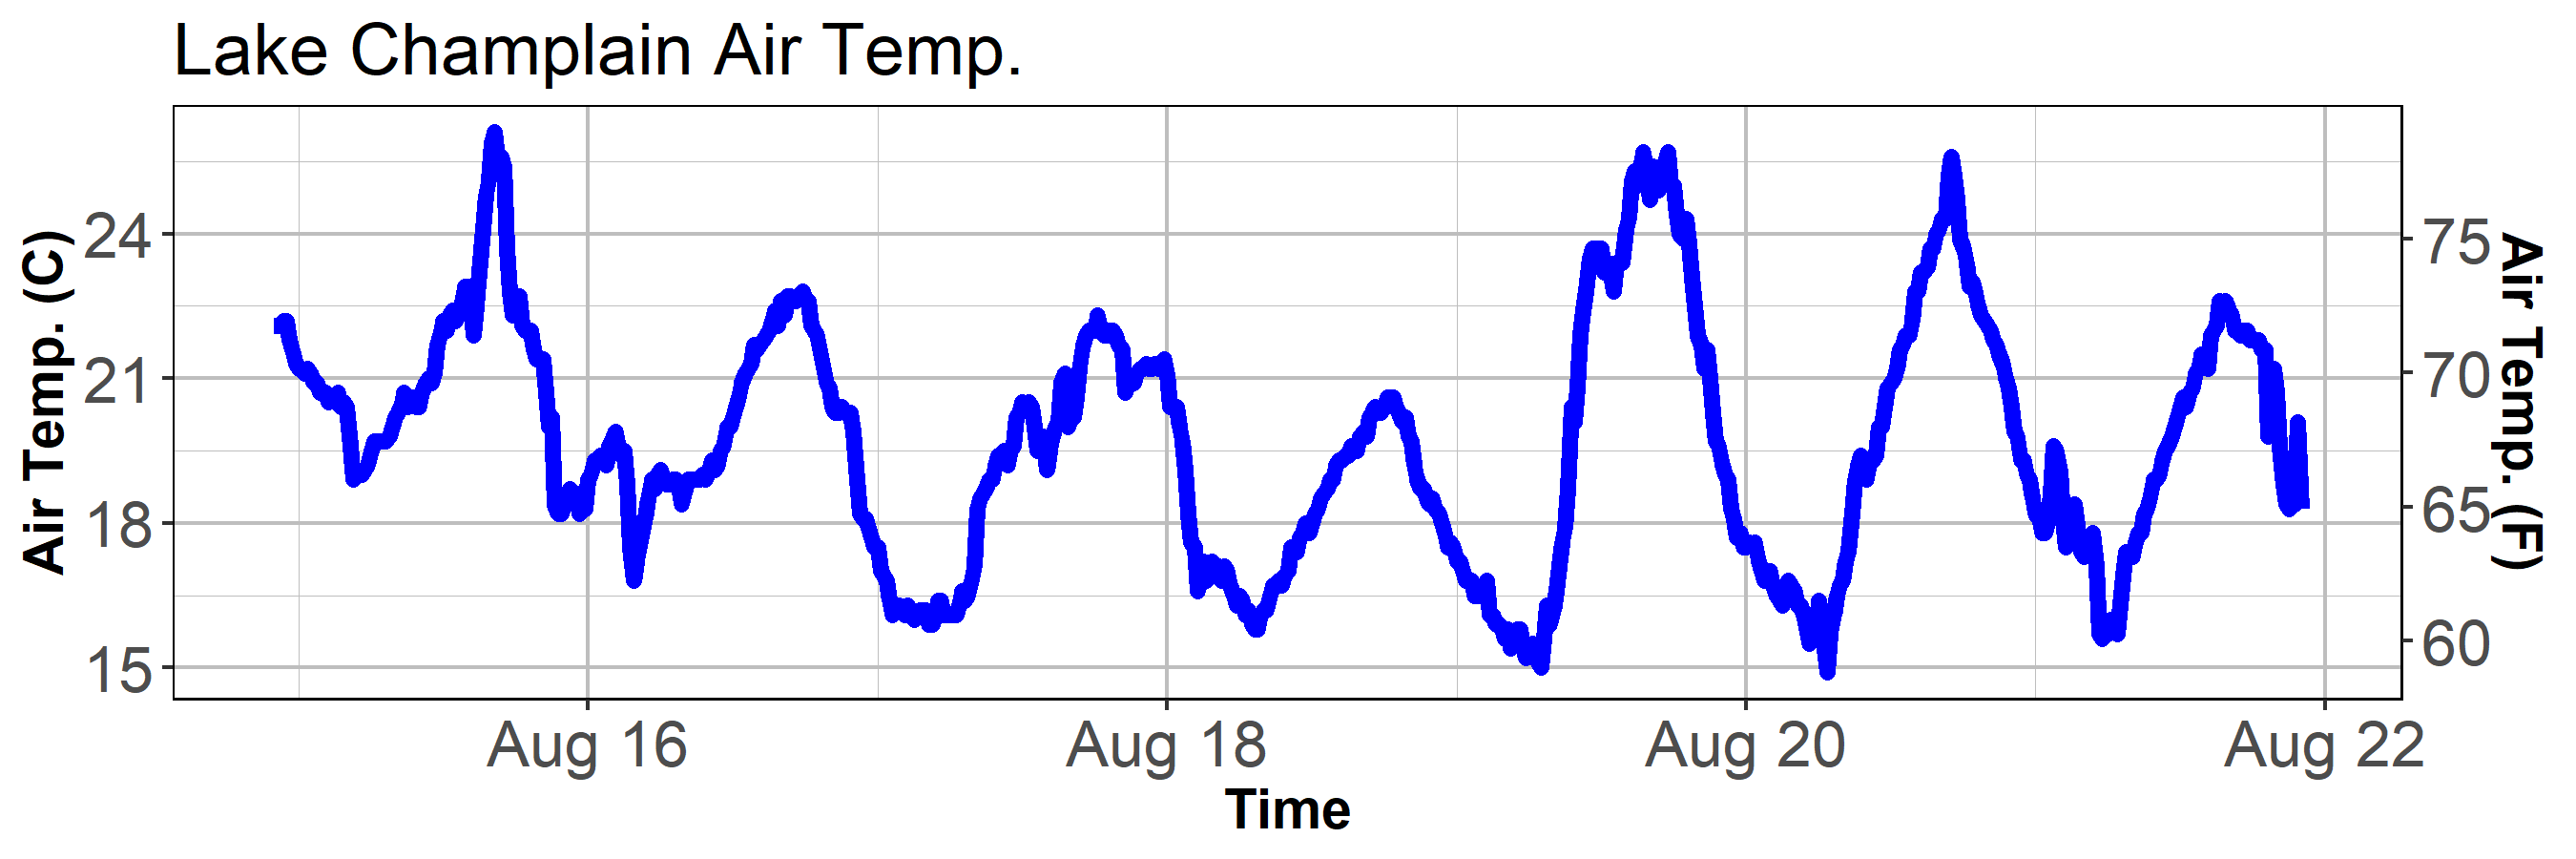 Lake Champlain Air Temp.
Air Temp. (C)
24
21
18
15
75
70
65
60
Air Temp. (F)
Aug 16 Aug 18 Aug 20 Aug 22
Time